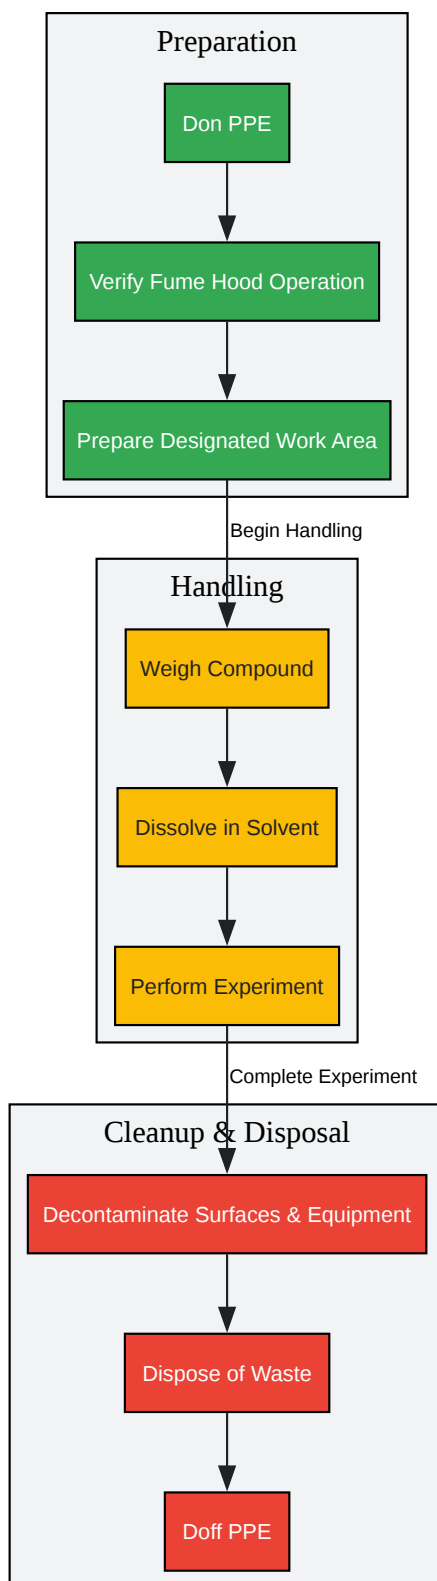 Preparation
Don PPE
Verify Fume Hood Operation
Prepare Designated Work Area
Begin Handling
Handling
Weigh Compound
Dissolve in Solvent
Perform Experiment
Complete Experiment
Cleanup & Disposal
Decontaminate Surfaces & Equipment
Dispose of Waste
Doff PPE